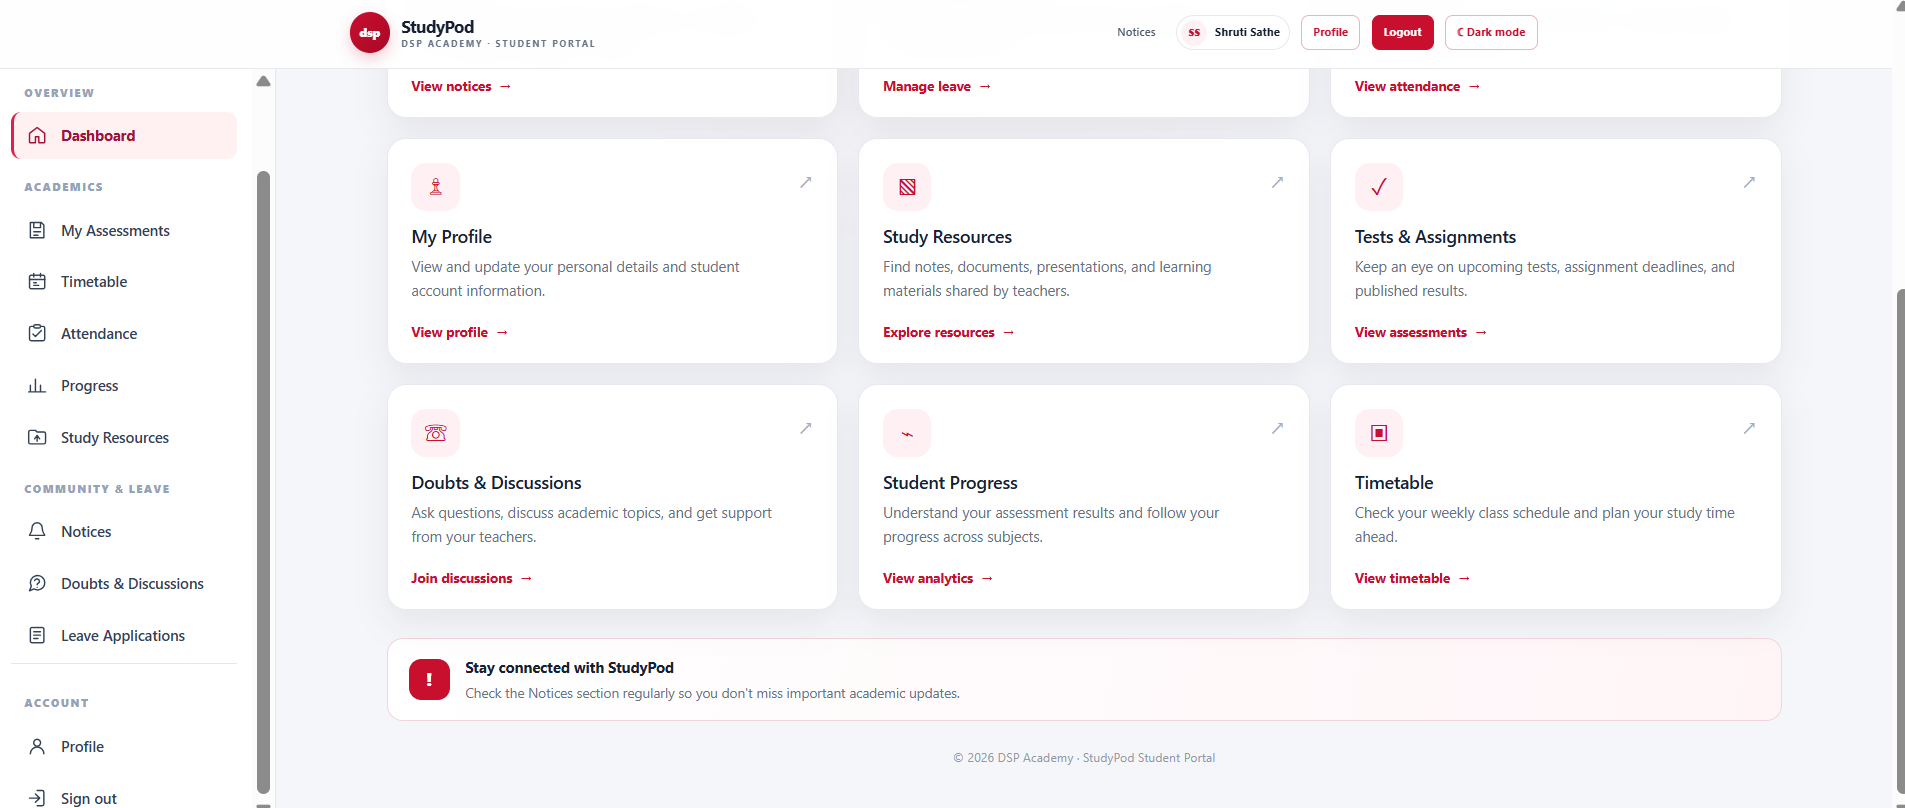 dsp
StudyPod
DSP ACADEMY · STUDENT PORTAL
Notices
SS
Shruti Sathe
Profile
Logout
☾ Dark mode
OVERVIEW
Dashboard
ACADEMICS
My Assessments
Timetable
Attendance
Progress
Study Resources
COMMUNITY & LEAVE
Notices
Doubts & Discussions
Leave Applications
ACCOUNT
Profile
Sign out
View notices →
Manage leave →
View attendance →
My Profile
View and update your personal details and student
account information.
View profile →
Study Resources
Find notes, documents, presentations, and learning
materials shared by teachers.
Explore resources →
Tests & Assignments
Keep an eye on upcoming tests, assignment deadlines, and
published results.
View assessments →
Doubts & Discussions
Ask questions, discuss academic topics, and get support
from your teachers.
Join discussions →
Student Progress
Understand your assessment results and follow your
progress across subjects.
View analytics →
Timetable
Check your weekly class schedule and plan your study time
ahead.
View timetable →
!
Stay connected with StudyPod
Check the Notices section regularly so you don't miss important academic updates.
© 2026 DSP Academy · StudyPod Student Portal